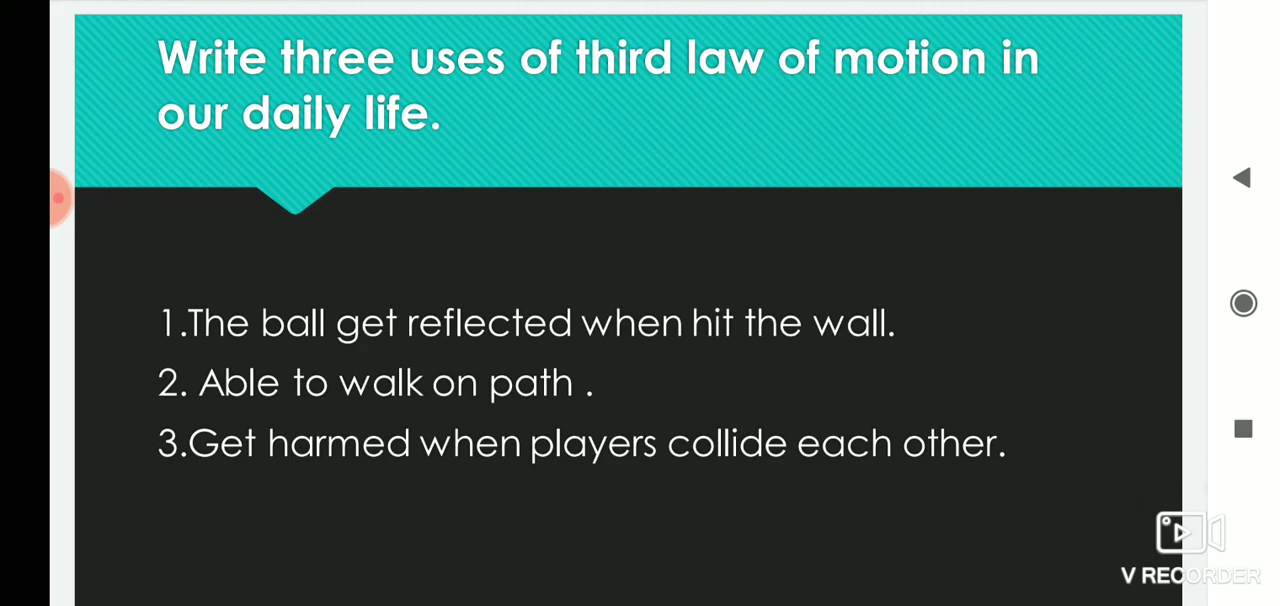 Write three uses of third law of motion in
our daily life.
1.The ball get reflected when hit the wall.
2. Able to walk on path .
3.Get harmed when players collide each other.
V RECORDER